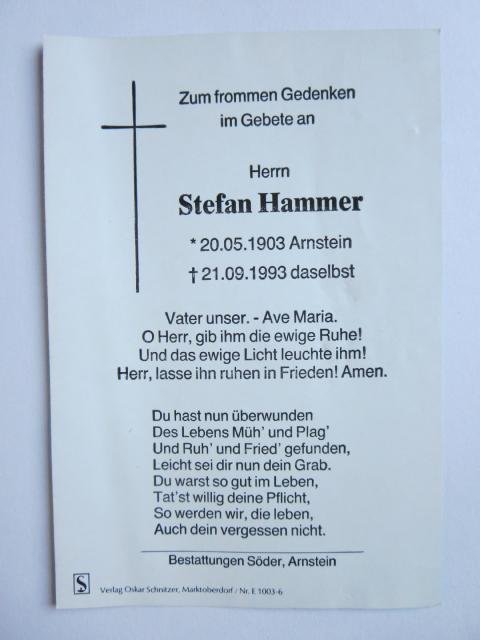 Zum frommen Gedenken
im Gebete an
Herrn
Stefan Hammer
* 20.05.1903 Arnstein
† 21.09.1993 daselbst
Vater unser. - Ave Maria.
O Herr, gib ihm die ewige Ruhe!
Und das ewige Licht leuchte ihm!
Herr, lasse ihn ruhen in Frieden! Amen.
Du hast nun überwunden
Des Lebens Müh' und Plag'
Und Ruh' und Fried' gefunden,
Leicht sei dir nun dein Grab.
Du warst so gut im Leben,
Tat'st willig deine Pflicht,
So werden wir, die leben,
Auch dein vergessen nicht.
Bestattungen Söder, Arnstein
S Verlag Oskar Schnitzer, Marktoberdorf / Nr. E 1003-6